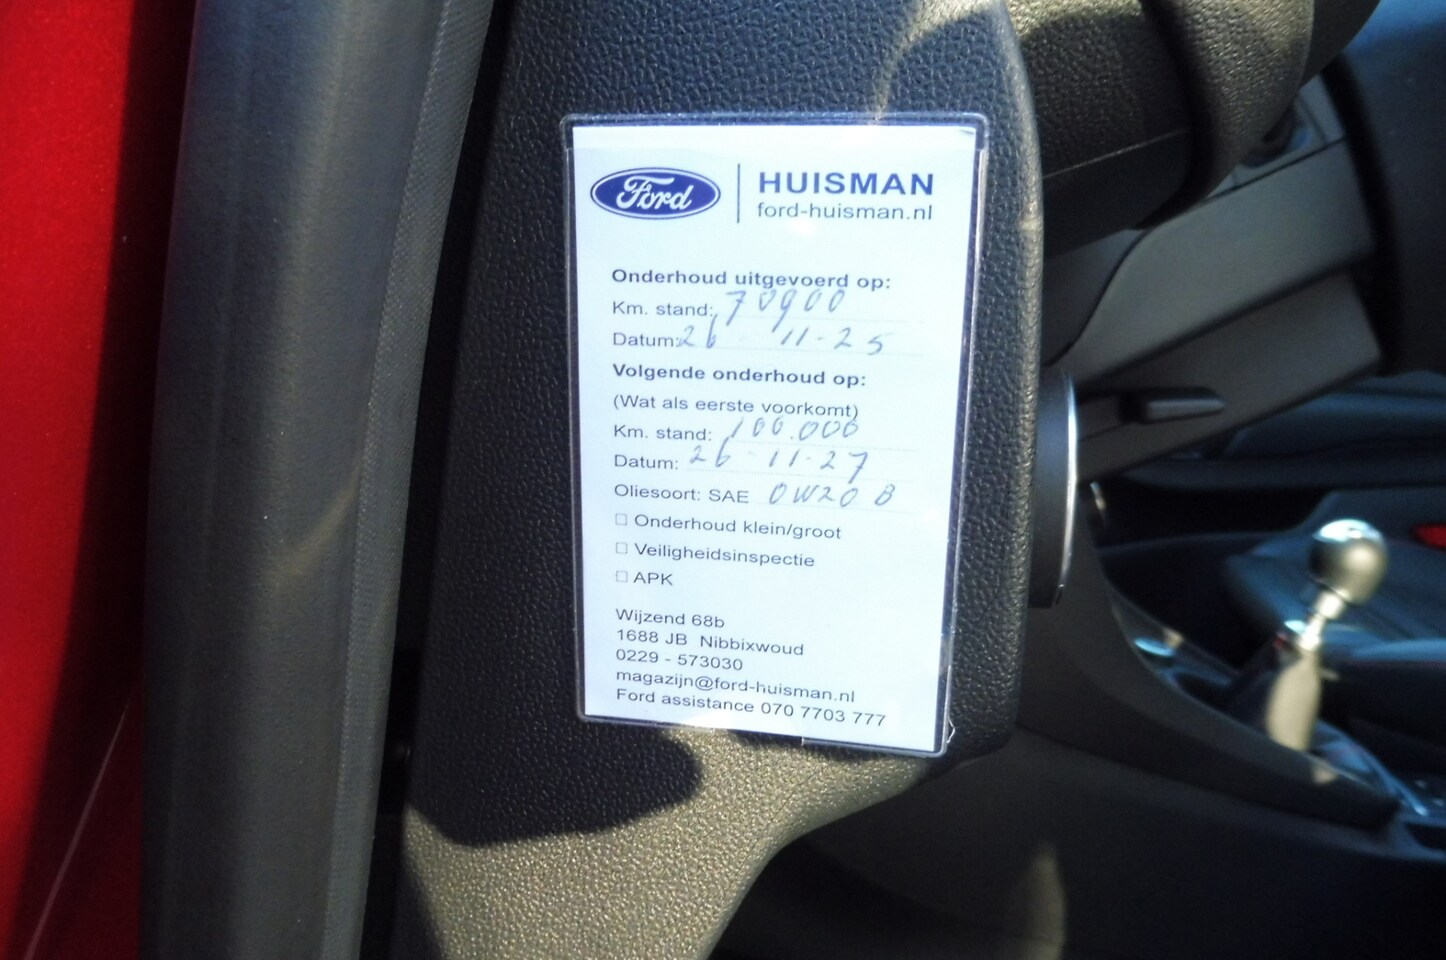 Ford
HUISMAN
ford-huisman.nl
Onderhoud uitgevoerd op:
Km. stand: 70900
Datum: 26 - 11 - 25
Volgende onderhoud op:
(Wat als eerste voorkomt)
Km. stand: 100.000
Datum: 26 - 11 - 27
Oliesoort: SAE 0W20 B
☐ Onderhoud klein/groot
☐ Veiligheidsinspectie
☐ APK
Wijzend 68b
1688 JB Nibbixwoud
0229 - 573030
magazijn@ford-huisman.nl
Ford assistance 070 7703 777